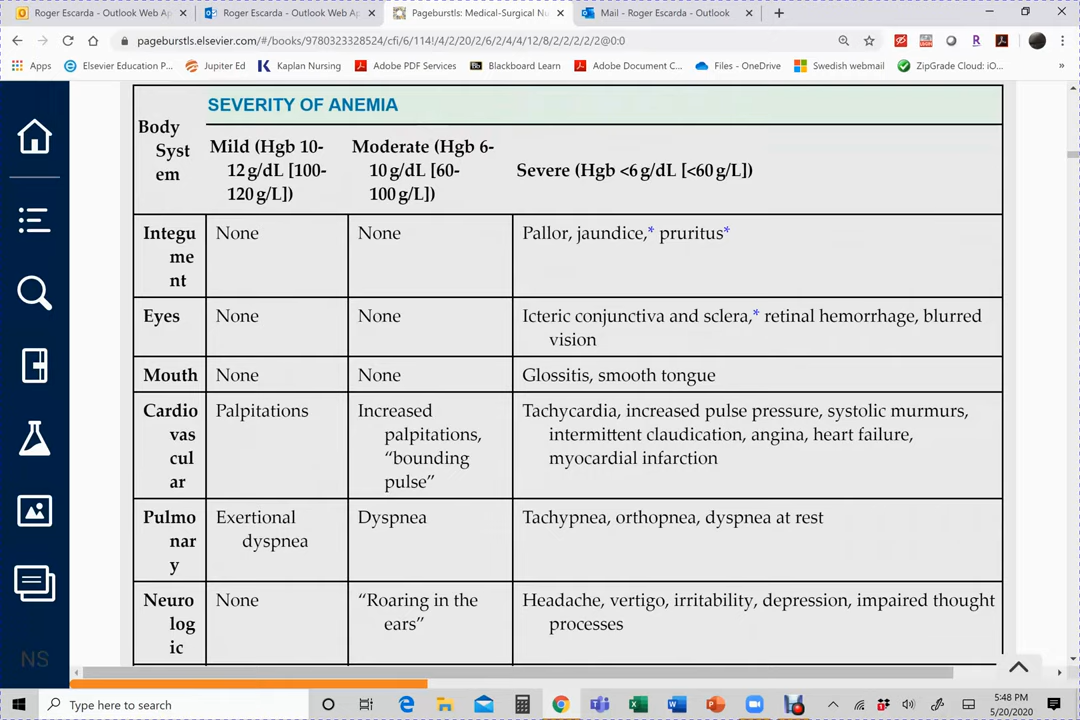 Roger Escarda - Outlook Web Ap
Roger Escarda - Outlook Web Ap
Pageburstls: Medical-Surgical Nu
Mail - Roger Escarda - Outlook
pageburstls.elsevier.com/#/books/9780323328524/cfi/6/114!/4/2/20/2/6/2/4/4/12/8/2/2/2/2/2@0:0
Apps
Elsevier Education P...
Jupiter Ed
Kaplan Nursing
Adobe PDF Services
Blackboard Learn
Adobe Document C...
Files - OneDrive
Swedish webmail
ZipGrade Cloud: iO...
»
SEVERITY OF ANEMIA
Body
Syst
em
Mild (Hgb 10-
12 g/dL [100-
120 g/L])
Moderate (Hgb 6-
10 g/dL [60-
100 g/L])
Severe (Hgb <6 g/dL [<60 g/L])
Integu
me
nt
None
None
Pallor, jaundice,* pruritus*
Eyes
None
None
Icteric conjunctiva and sclera,* retinal hemorrhage, blurred
vision
Mouth
None
None
Glossitis, smooth tongue
Cardio
vas
cul
ar
Palpitations
Increased
palpitations,
“bounding
pulse”
Tachycardia, increased pulse pressure, systolic murmurs,
intermittent claudication, angina, heart failure,
myocardial infarction
Pulmo
nar
y
Exertional
dyspnea
Dyspnea
Tachypnea, orthopnea, dyspnea at rest
Neuro
log
ic
None
“Roaring in the
ears”
Headache, vertigo, irritability, depression, impaired thought
processes
NS
Type here to search
5:48 PM
5/20/2020